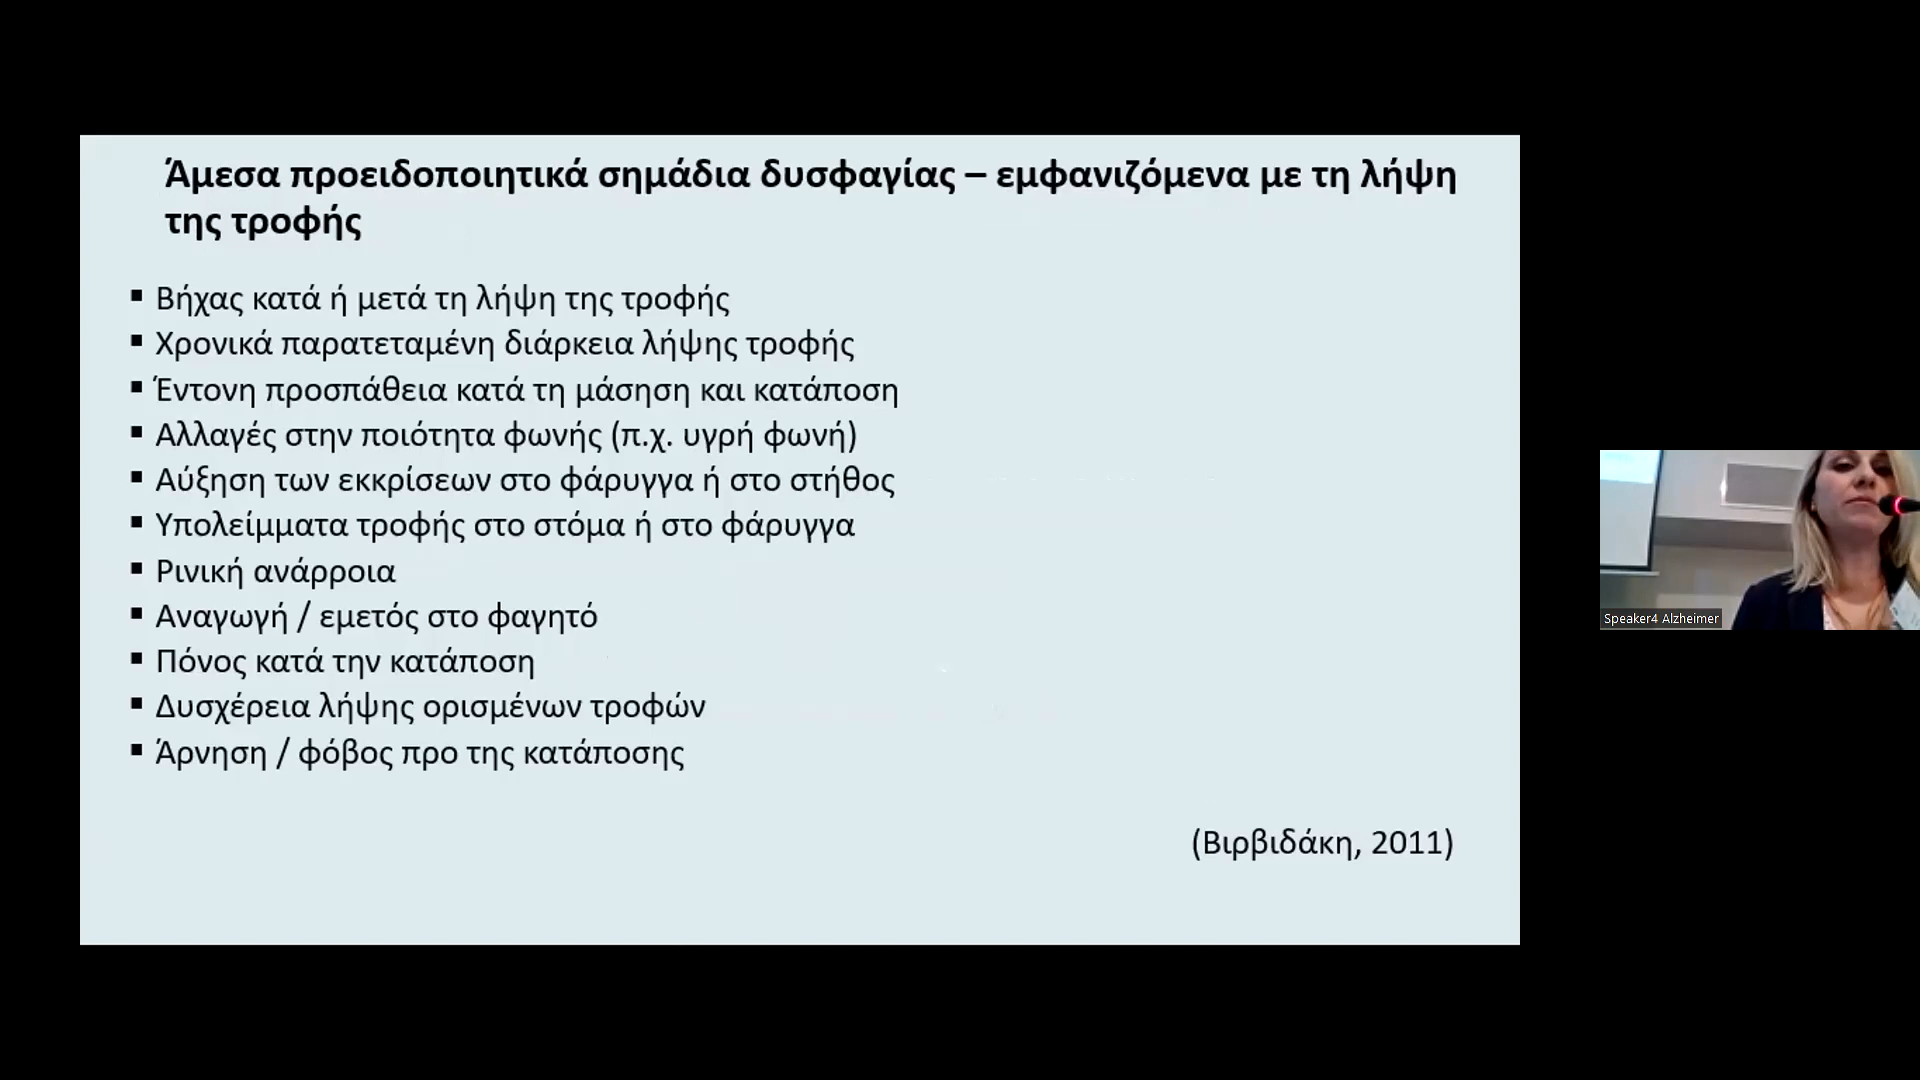 Άμεσα προειδοποιητικά σημάδια δυσφαγίας – εμφανιζόμενα με τη λήψη
της τροφής
▪ Βήχας κατά ή μετά τη λήψη της τροφής
▪ Χρονικά παρατεταμένη διάρκεια λήψης τροφής
▪ Έντονη προσπάθεια κατά τη μάσηση και κατάποση
▪ Αλλαγές στην ποιότητα φωνής (π.χ. υγρή φωνή)
▪ Αύξηση των εκκρίσεων στο φάρυγγα ή στο στήθος
▪ Υπολείμματα τροφής στο στόμα ή στο φάρυγγα
▪ Ρινική ανάρροια
▪ Αναγωγή / εμετός στο φαγητό
▪ Πόνος κατά την κατάποση
▪ Δυσχέρεια λήψης ορισμένων τροφών
▪ Άρνηση / φόβος προ της κατάποσης
(Βιρβιδάκη, 2011)
Speaker4 Alzheimer